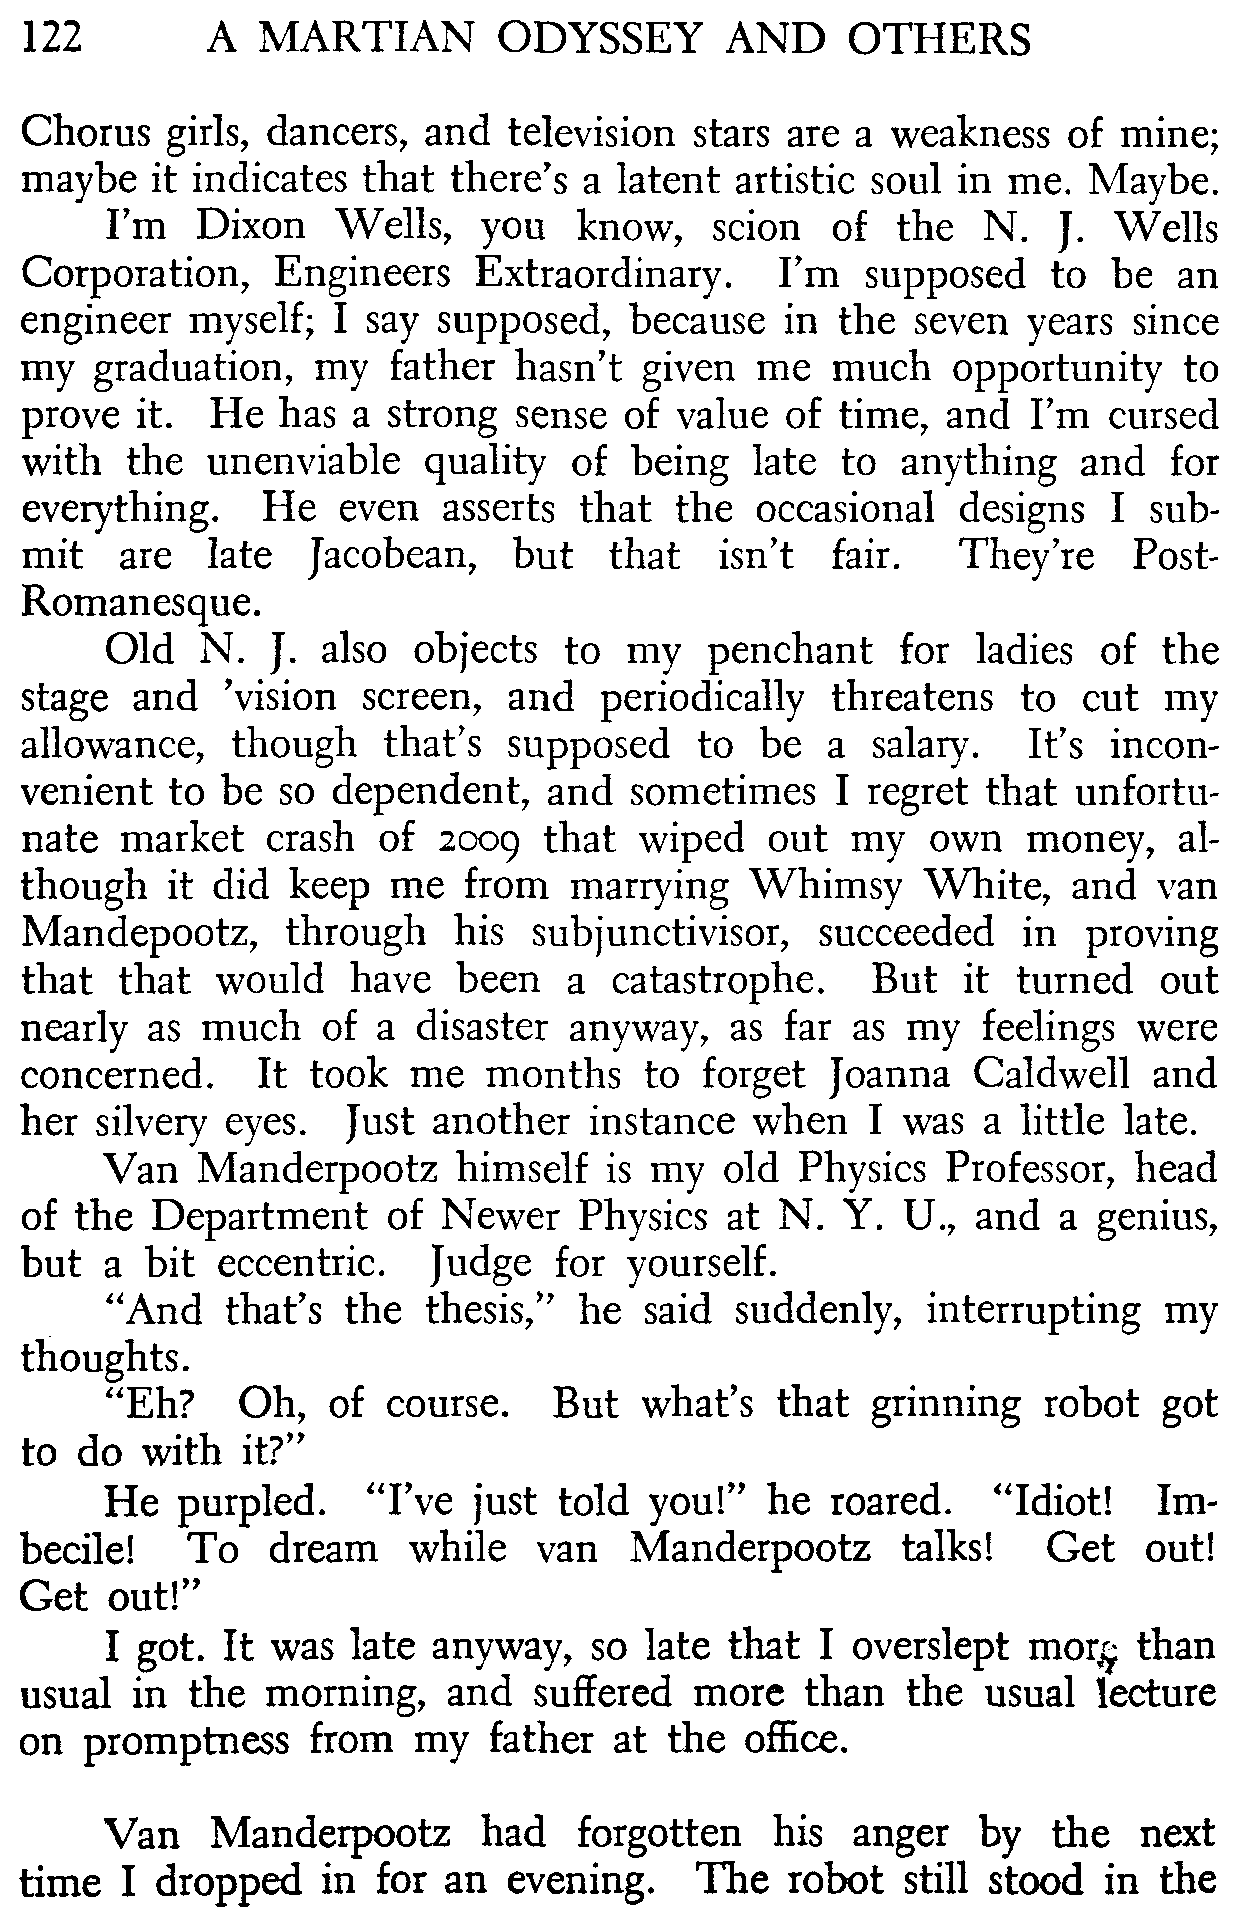 122 A MARTIAN ODYSSEY AND OTHERS
Chorus girls, dancers, and television stars are a weakness of mine;
maybe it indicates that there's a latent artistic soul in me. Maybe.
I'm Dixon Wells, you know, scion of the N. J. Wells
Corporation, Engineers Extraordinary. I'm supposed to be an
engineer myself; I say supposed, because in the seven years since
my graduation, my father hasn't given me much opportunity to
prove it. He has a strong sense of value of time, and I'm cursed
with the unenviable quality of being late to anything and for
everything. He even asserts that the occasional designs I sub-
mit are late Jacobean, but that isn't fair. They're Post-
Romanesque.
Old N. J. also objects to my penchant for ladies of the
stage and 'vision screen, and periodically threatens to cut my
allowance, though that's supposed to be a salary. It's incon-
venient to be so dependent, and sometimes I regret that unfortu-
nate market crash of 2009 that wiped out my own money, al-
though it did keep me from marrying Whimsy White, and van
Mandepootz, through his subjunctivisor, succeeded in proving
that that would have been a catastrophe. But it turned out
nearly as much of a disaster anyway, as far as my feelings were
concerned. It took me months to forget Joanna Caldwell and
her silvery eyes. Just another instance when I was a little late.
Van Manderpootz himself is my old Physics Professor, head
of the Department of Newer Physics at N. Y. U., and a genius,
but a bit eccentric. Judge for yourself.
"And that's the thesis," he said suddenly, interrupting my
thoughts.
"Eh? Oh, of course. But what's that grinning robot got
to do with it?"
He purpled. "I've just told you!" he roared. "Idiot! Im-
becile! To dream while van Manderpootz talks! Get out!
Get out!"
I got. It was late anyway, so late that I overslept more than
usual in the morning, and suffered more than the usual lecture
on promptness from my father at the office.
Van Manderpootz had forgotten his anger by the next
time I dropped in for an evening. The robot still stood in the